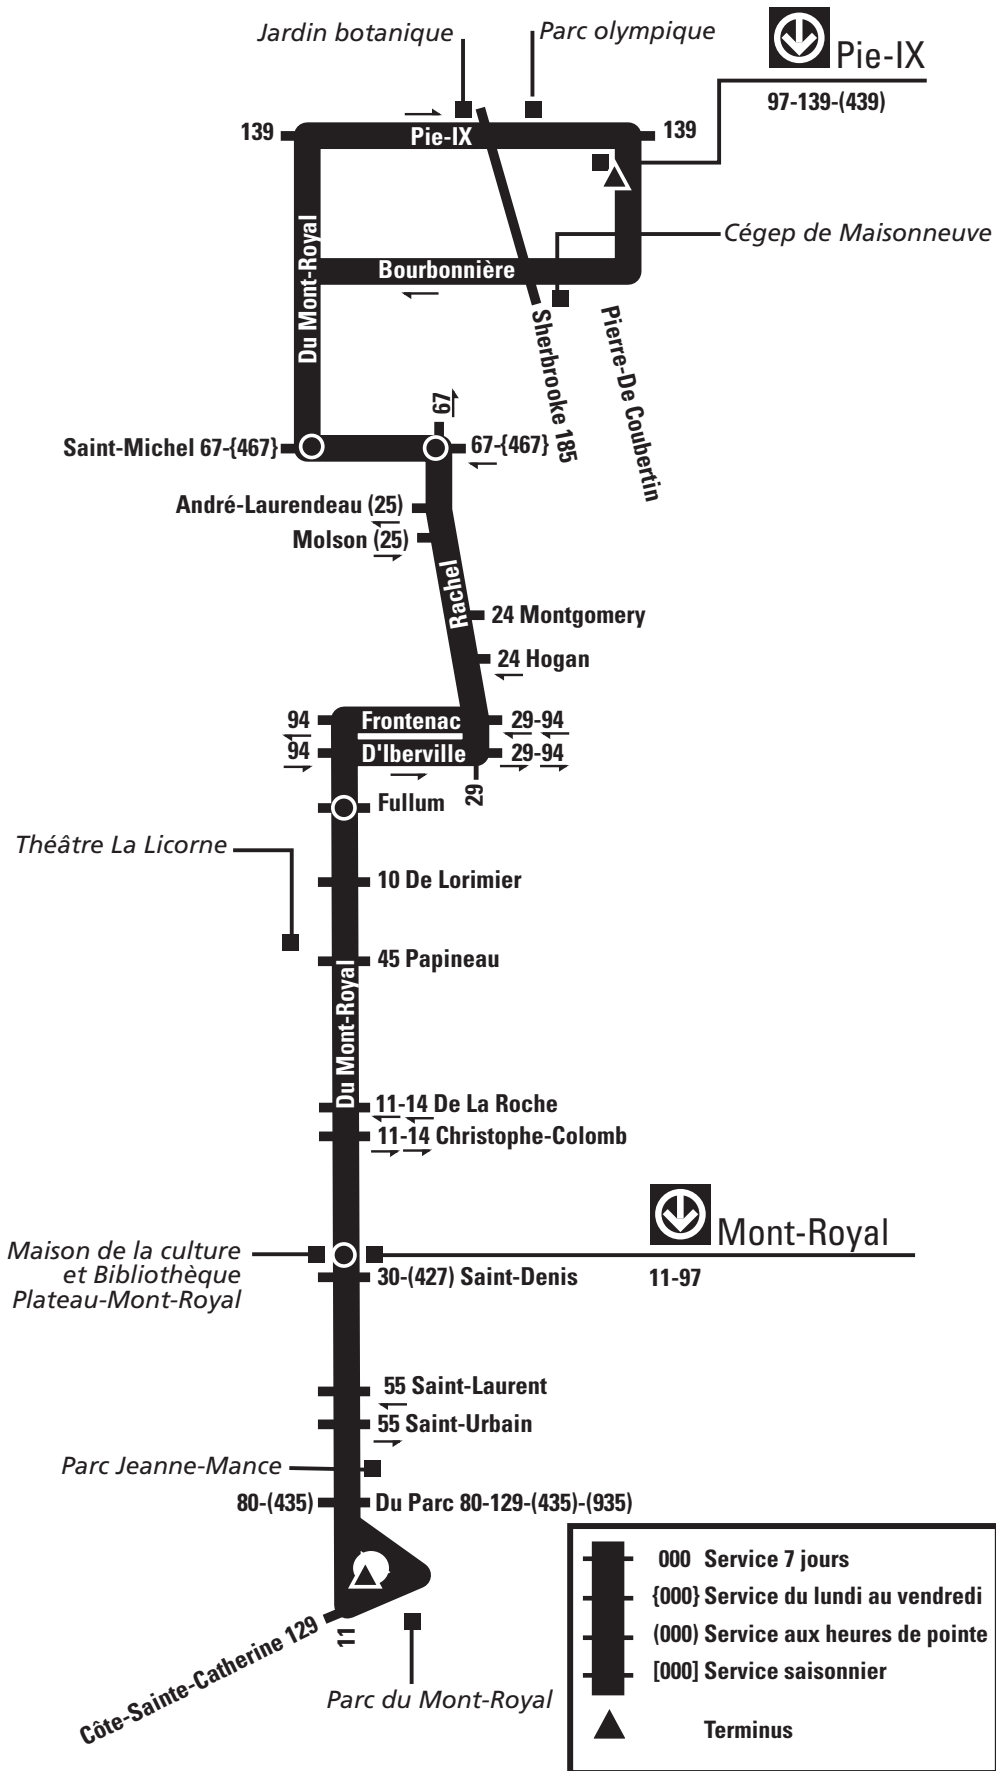 Jardin botanique
Parc olympique
Pie-IX
97-139-(439)
139
Pie-IX
139
Cégep de Maisonneuve
Du Mont-Royal
Bourbonnière
Sherbrooke 185
Pierre-De Coubertin
67
Saint-Michel 67-{467}
67-{467}
André-Laurendeau (25)
Molson (25)
Rachel
24 Montgomery
24 Hogan
94
Frontenac
29-94
94
D'Iberville
29-94
29
Fullum
Théâtre La Licorne
10 De Lorimier
45 Papineau
Du Mont-Royal
11-14 De La Roche
11-14 Christophe-Colomb
Mont-Royal
11-97
Maison de la culture
et Bibliothèque
Plateau-Mont-Royal
30-(427) Saint-Denis
55 Saint-Laurent
55 Saint-Urbain
Parc Jeanne-Mance
80-(435)
Du Parc 80-129-(435)-(935)
Côte-Sainte-Catherine 129
11
Parc du Mont-Royal
000 Service 7 jours
{000} Service du lundi au vendredi
(000) Service aux heures de pointe
[000] Service saisonnier
Terminus